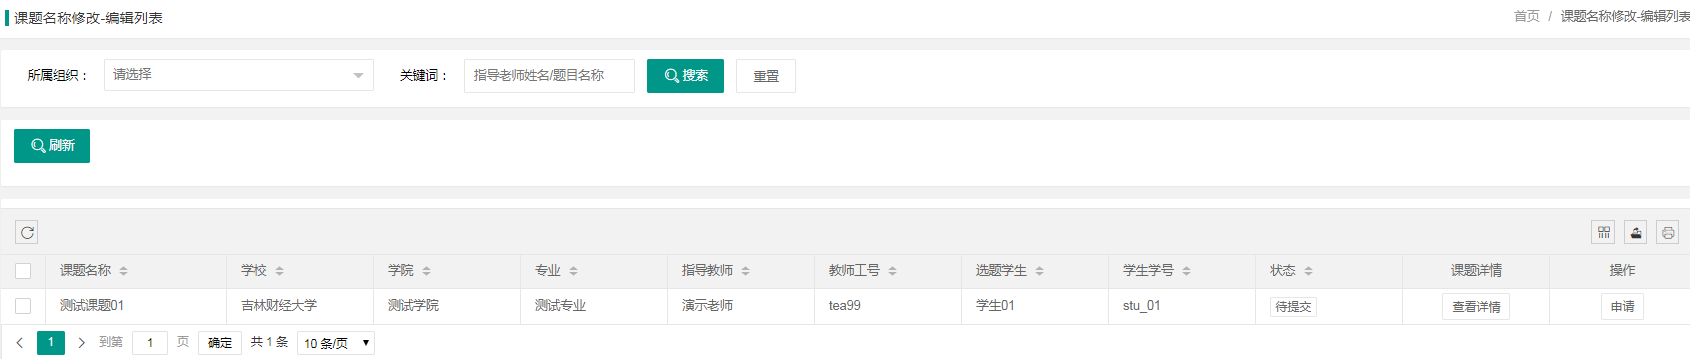 课题名称修改-编辑列表 首页 / 课题名称修改-编辑列表
所属组织： 请选择 关键词： 指导老师姓名/题目名称 搜索 重置
刷新
课题名称 学校 学院 专业 指导教师 教师工号 选题学生 学生学号 状态 课题详情 操作
测试课题01 吉林财经大学 测试学院 测试专业 演示老师 tea99 学生01 stu_01 待提交 查看详情 申请
1 到第 1 页 确定 共 1 条 10 条/页